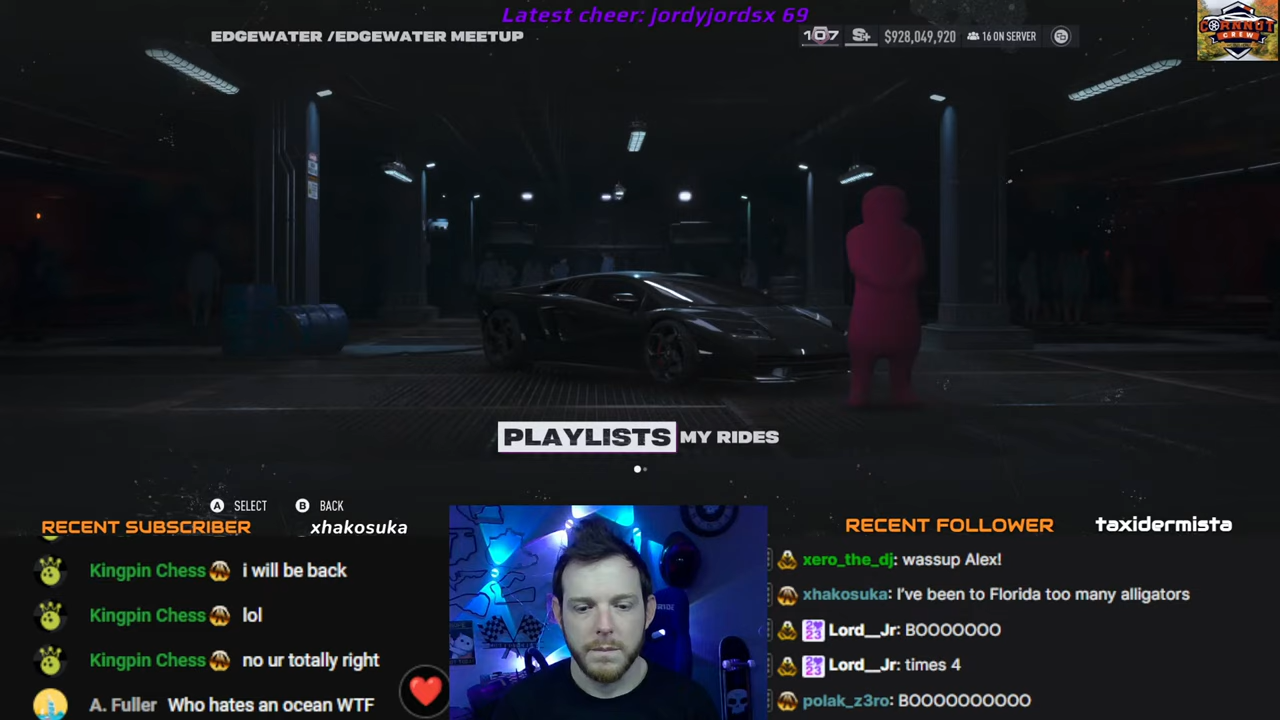 Latest cheer: jordyjordsx 69
EDGEWATER /EDGEWATER MEETUP
107 S+ $928,049,920 16 ON SERVER
CORNNUT
CREW
PLAYLISTS MY RIDES
A SELECT B BACK
RECENT SUBSCRIBER xhakosuka
Kingpin Chess i will be back
Kingpin Chess lol
Kingpin Chess no ur totally right
A. Fuller Who hates an ocean WTF
RECENT FOLLOWER taxidermista
xero_the_dj: wassup Alex!
xhakosuka: I've been to Florida too many alligators
Lord__Jr: BOOOOOOO
Lord__Jr: times 4
polak_z3ro: BOOOOOOOOOO